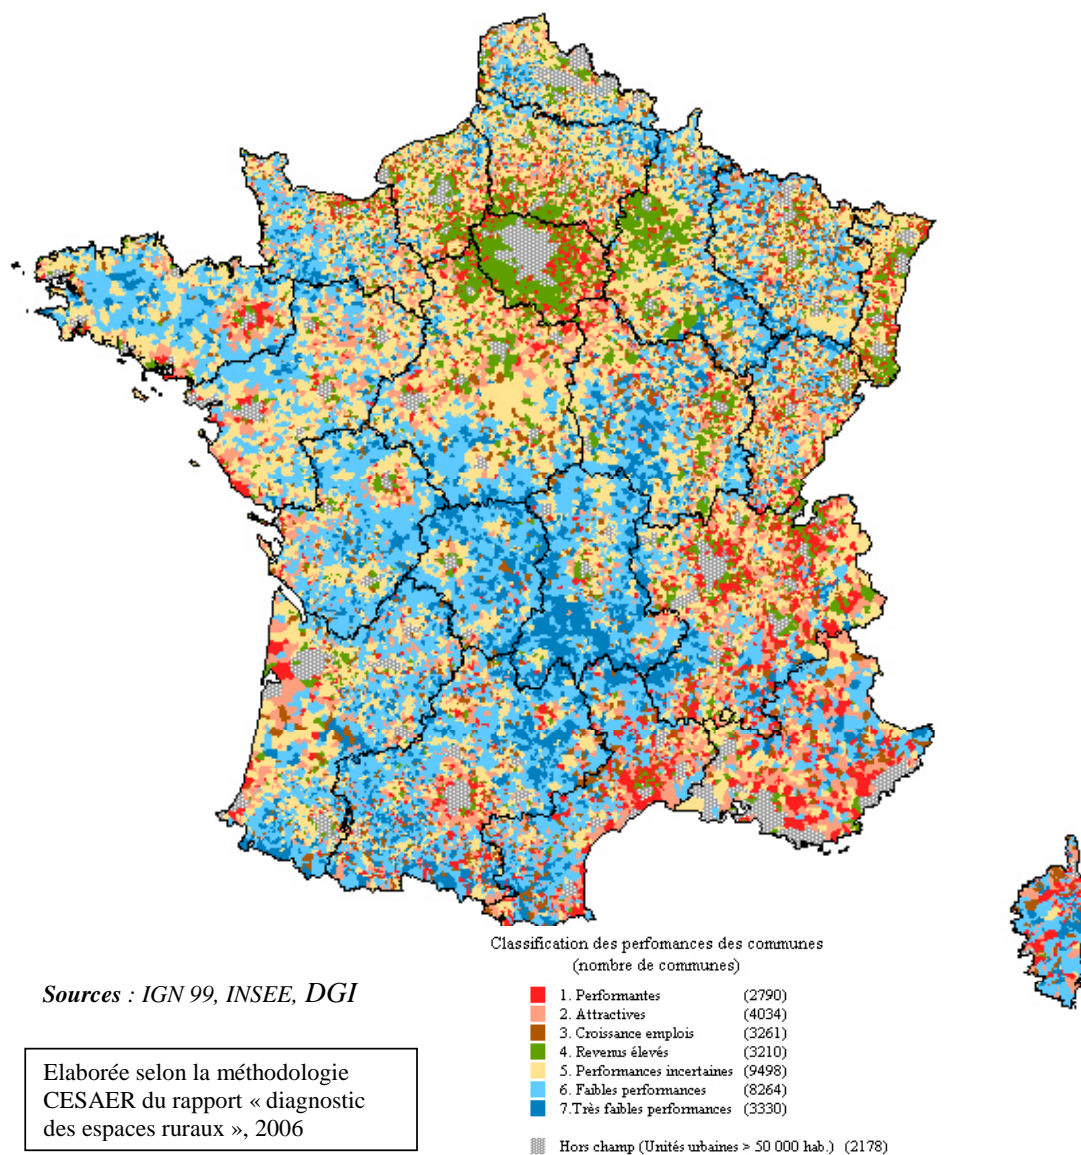 Classification des perfomances des communes
(nombre de communes)
Sources : IGN 99, INSEE, DGI
1. Performantes (2790)
2. Attractives (4034)
3. Croissance emplois (3261)
4. Revenus élevés (3210)
5. Performances incertaines (9498)
6. Faibles performances (8264)
7.Très faibles performances (3330)
Hors champ (Unités urbaines > 50 000 hab.) (2178)
Elaborée selon la méthodologie
CESAER du rapport « diagnostic
des espaces ruraux », 2006